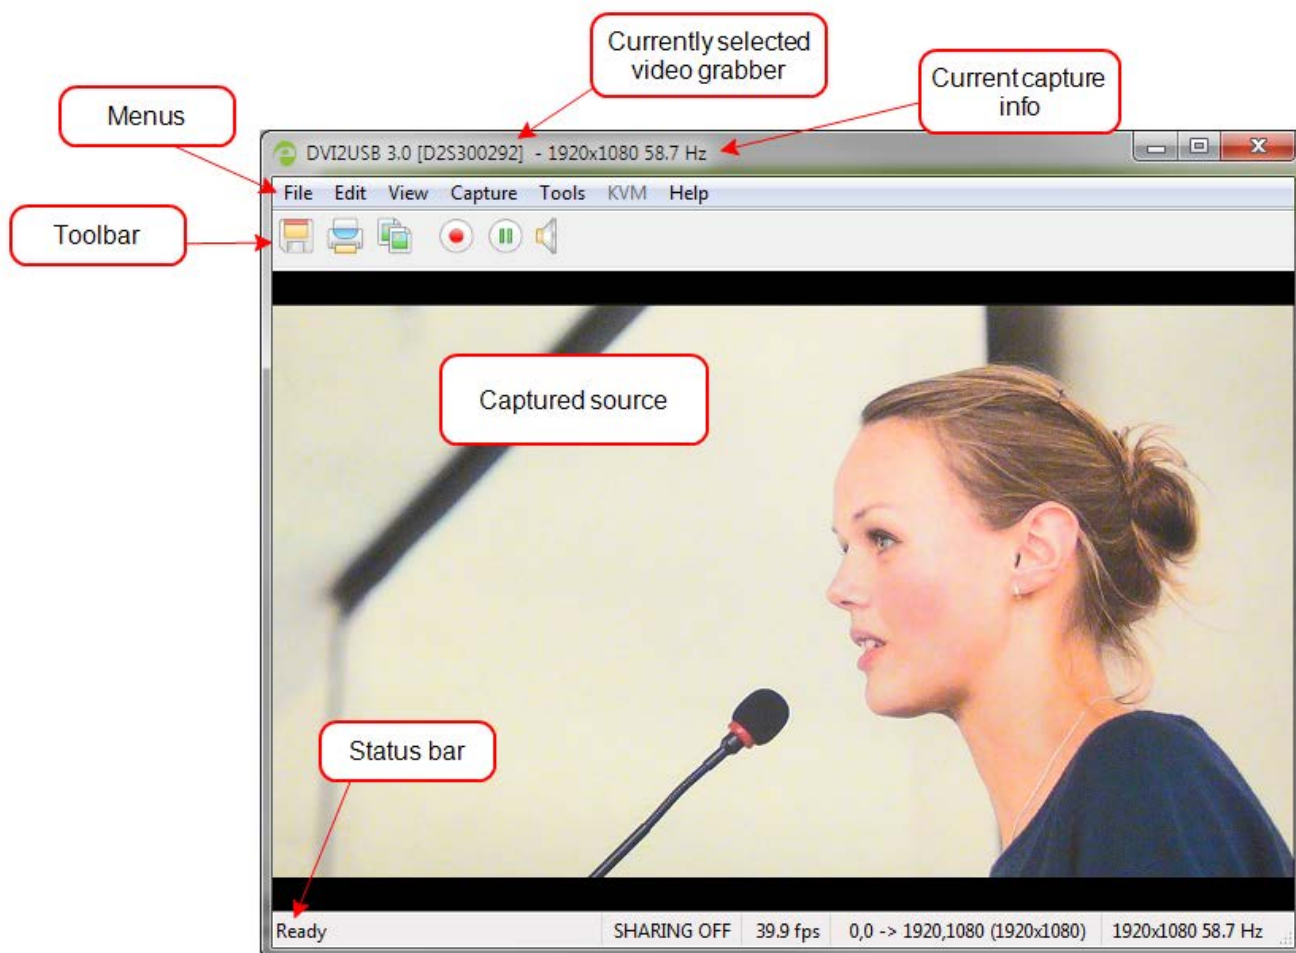 Currently selected
video grabber
Current capture
info
Menus
DVI2USB 3.0 [D2S300292] - 1920x1080 58.7 Hz
File Edit View Capture Tools KVM Help
Toolbar
Captured source
Status bar
Ready SHARING OFF 39.9 fps 0,0 -> 1920,1080 (1920x1080) 1920x1080 58.7 Hz